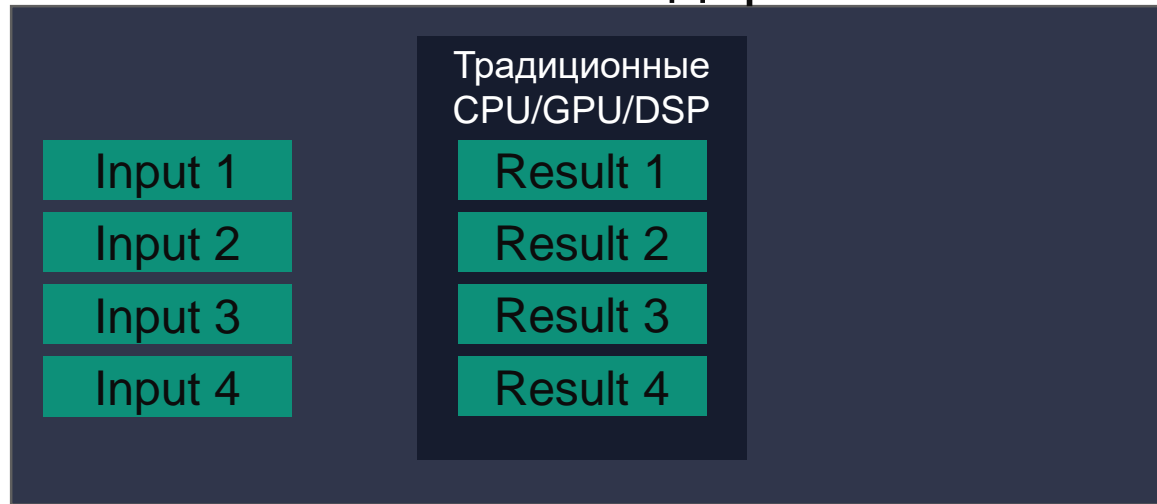 Традиционные
CPU/GPU/DSP
Input 1
Result 1
Input 2
Result 2
Input 3
Result 3
Input 4
Result 4